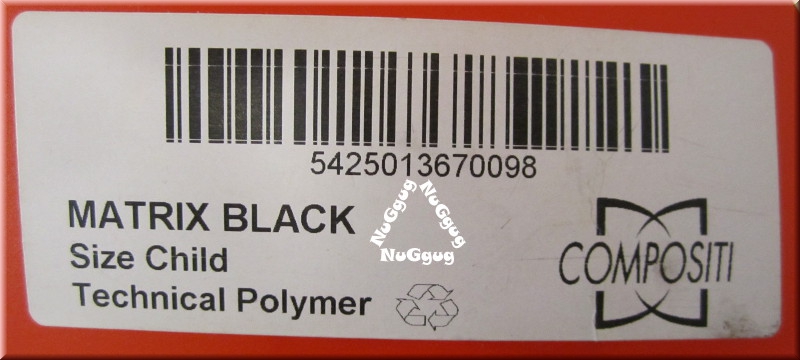 5425013670098
MATRIX BLACK
Size Child
Technical Polymer
COMPOSITI
NuGgug
NuGgug
NuGgug